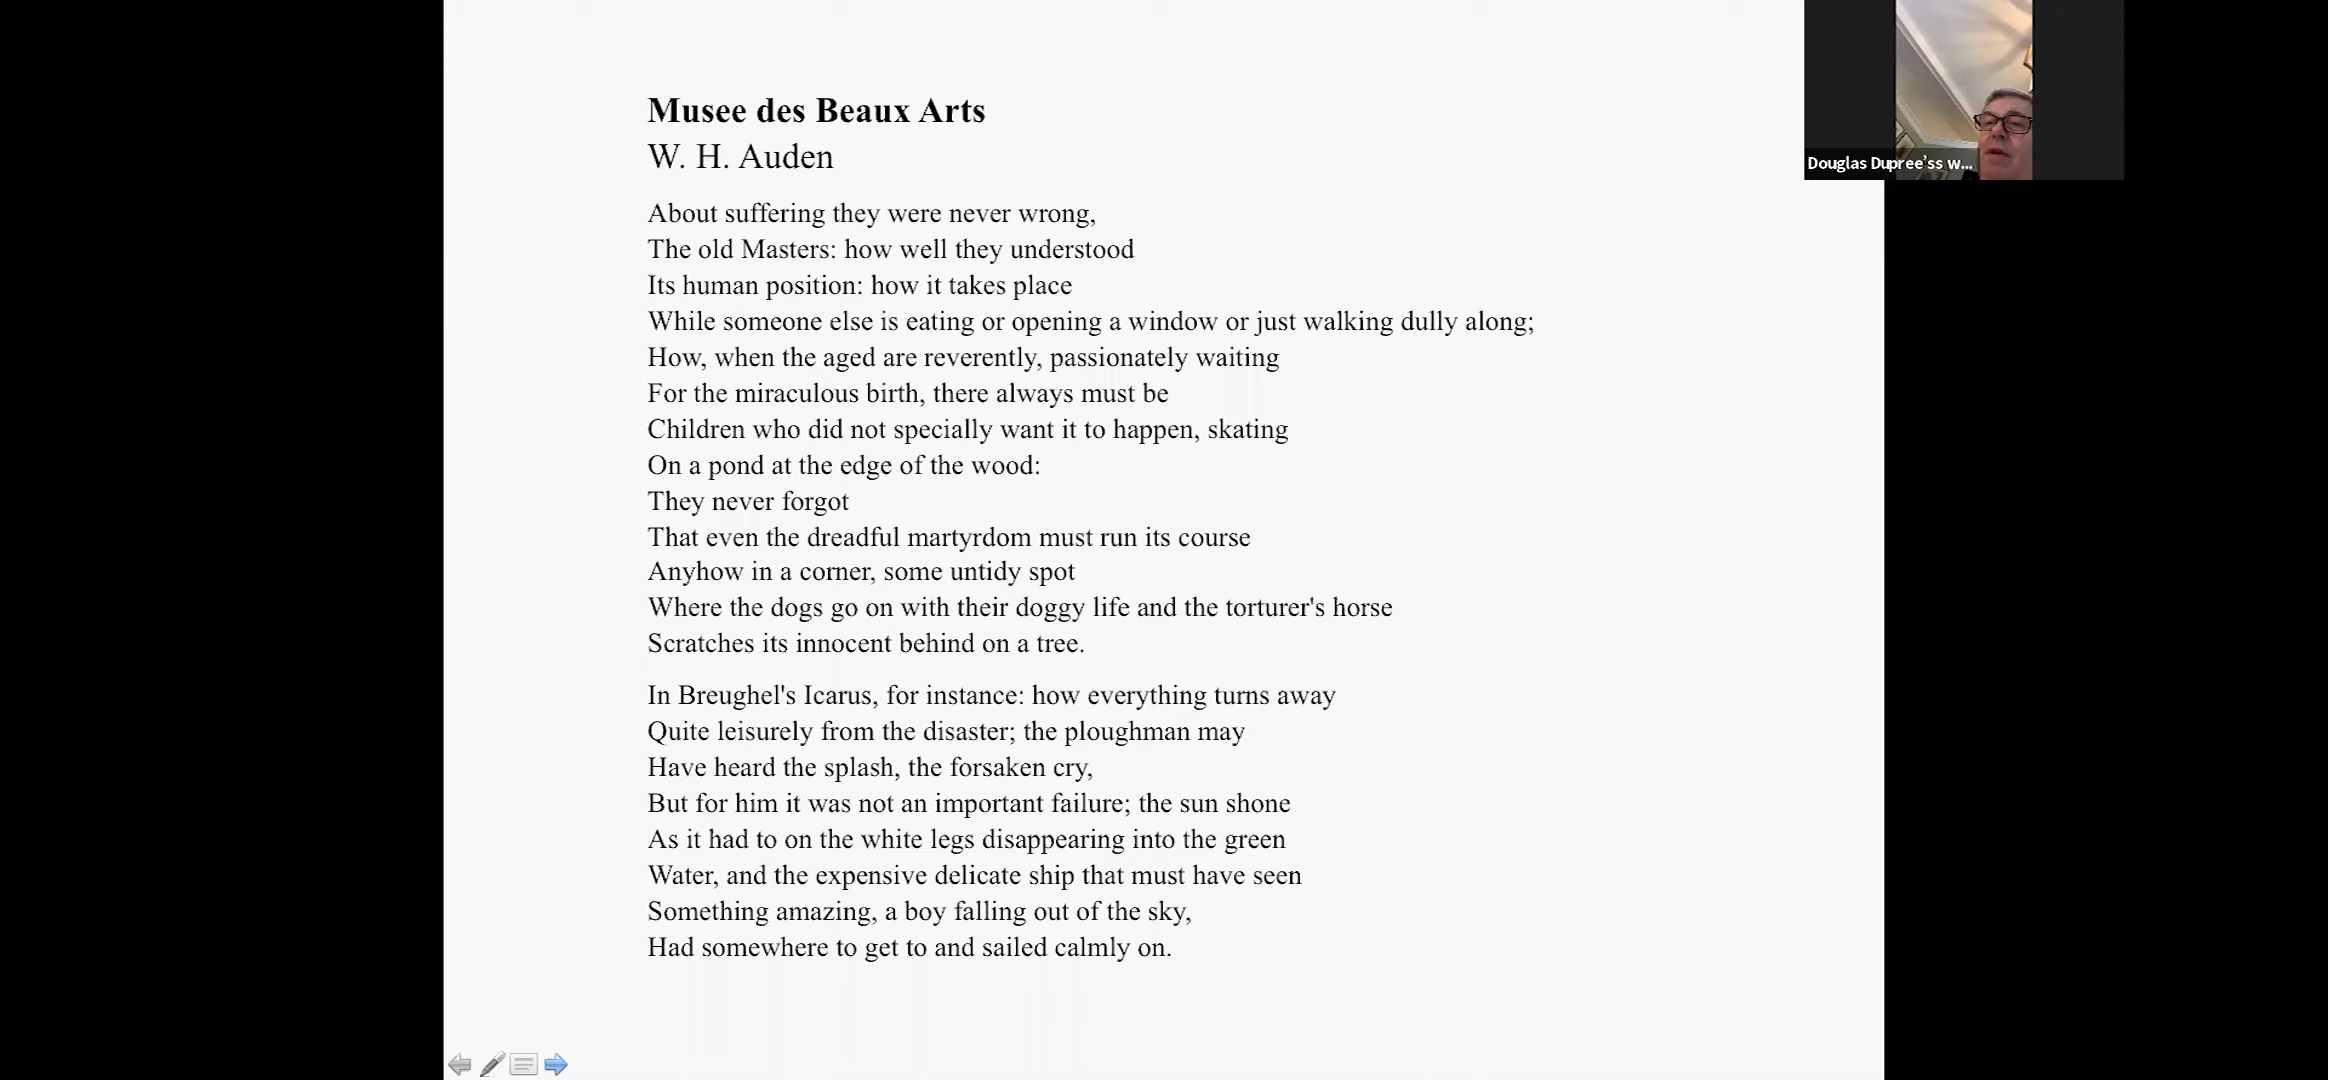 Musee des Beaux Arts
W. H. Auden
About suffering they were never wrong,
The old Masters: how well they understood
Its human position: how it takes place
While someone else is eating or opening a window or just walking dully along;
How, when the aged are reverently, passionately waiting
For the miraculous birth, there always must be
Children who did not specially want it to happen, skating
On a pond at the edge of the wood:
They never forgot
That even the dreadful martyrdom must run its course
Anyhow in a corner, some untidy spot
Where the dogs go on with their doggy life and the torturer's horse
Scratches its innocent behind on a tree.
In Breughel's Icarus, for instance: how everything turns away
Quite leisurely from the disaster; the ploughman may
Have heard the splash, the forsaken cry,
But for him it was not an important failure; the sun shone
As it had to on the white legs disappearing into the green
Water, and the expensive delicate ship that must have seen
Something amazing, a boy falling out of the sky,
Had somewhere to get to and sailed calmly on.
Douglas Dupree'ss w...